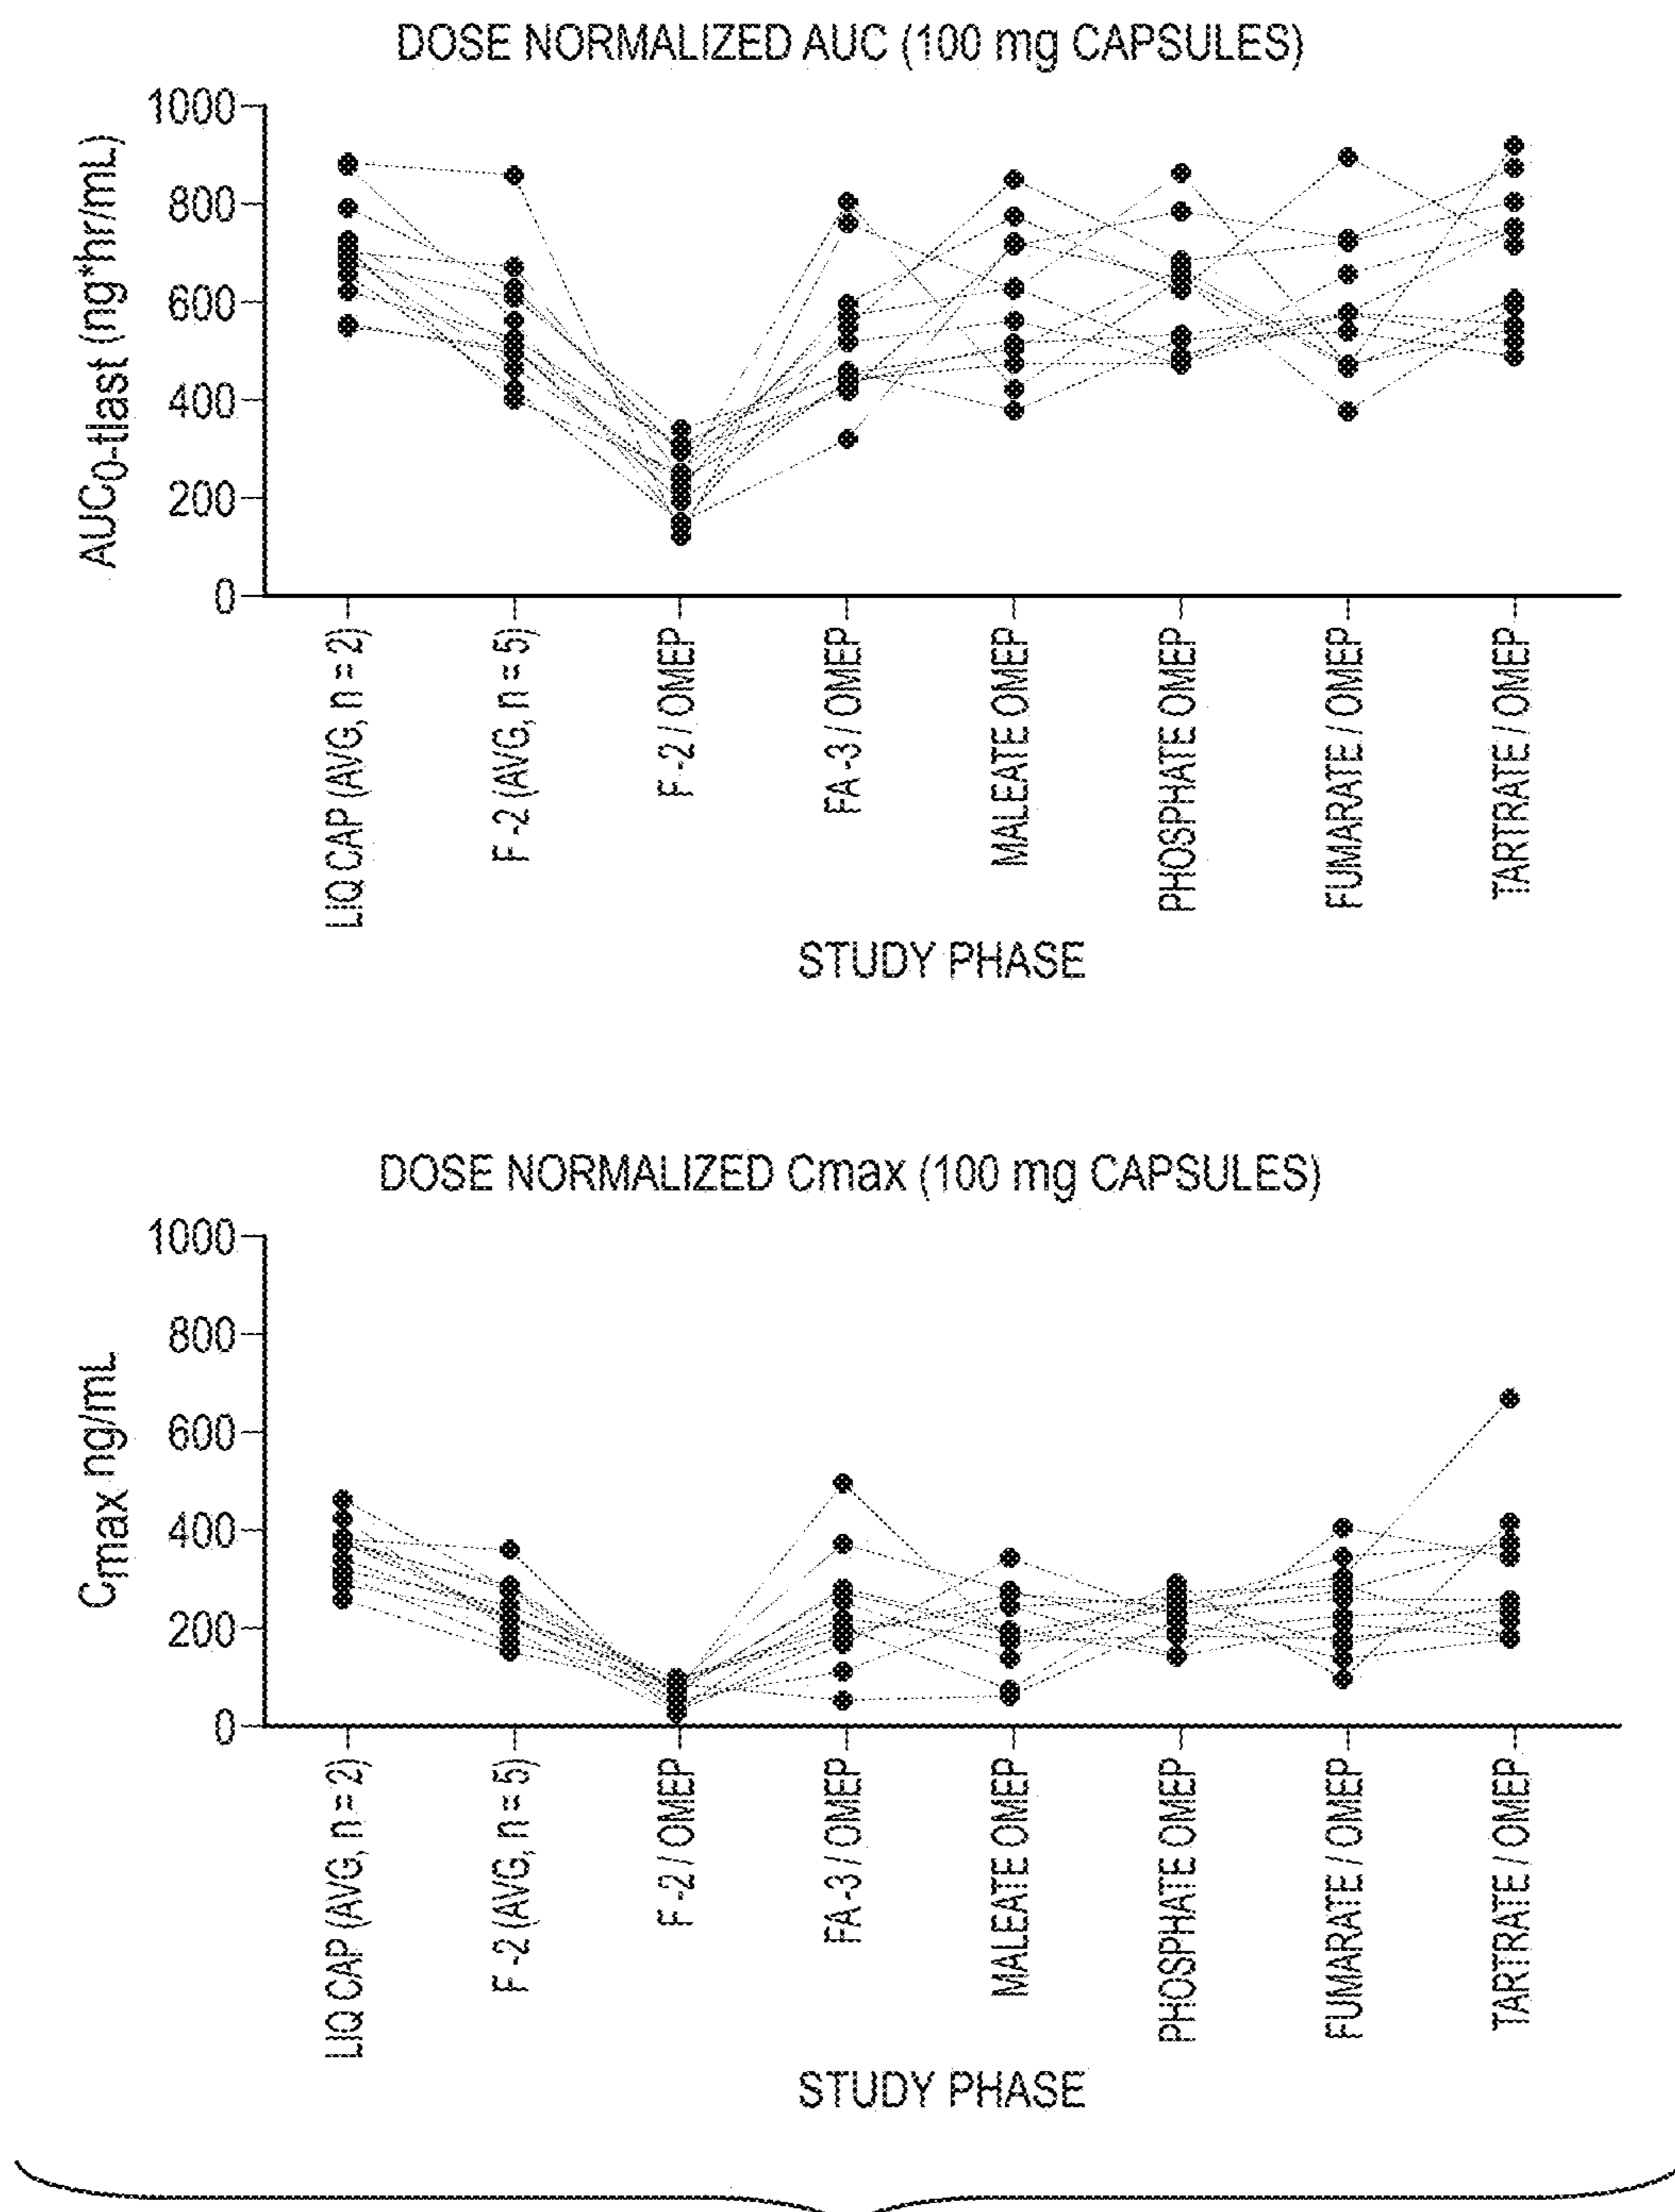 DOSE NORMALIZED AUC (100 mg CAPSULES)
AUC0-tlast (ng*hr/mL)
1000
800
600
400
200
0
LIQ CAP (AVG, n = 2)
F -2 (AVG, n = 5)
F -2 / OMEP
FA -3 / OMEP
MALEATE OMEP
PHOSPHATE OMEP
FUMARATE / OMEP
TARTRATE / OMEP
STUDY PHASE
DOSE NORMALIZED Cmax (100 mg CAPSULES)
Cmax ng/mL
1000
800
600
400
200
0
LIQ CAP (AVG, n = 2)
F -2 (AVG, n = 5)
F -2 / OMEP
FA -3 / OMEP
MALEATE OMEP
PHOSPHATE OMEP
FUMARATE / OMEP
TARTRATE / OMEP
STUDY PHASE